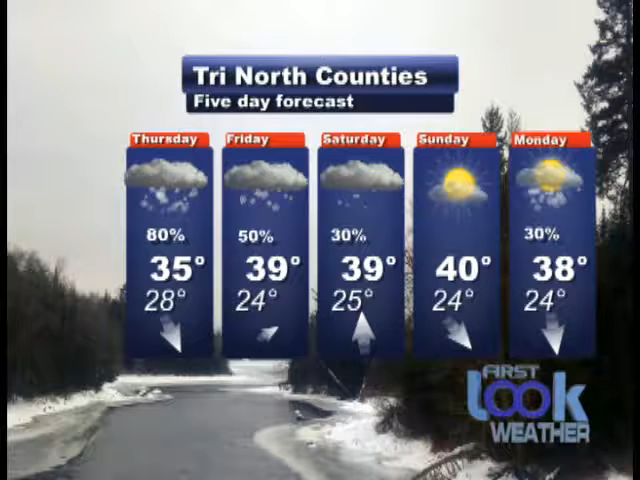 Tri North Counties
Five day forecast
Thursday Friday Saturday Sunday Monday
80% 50% 30% 30%
35° 39° 39° 40° 38°
28° 24° 25° 24° 24°
FIRST
LOOK
WEATHER